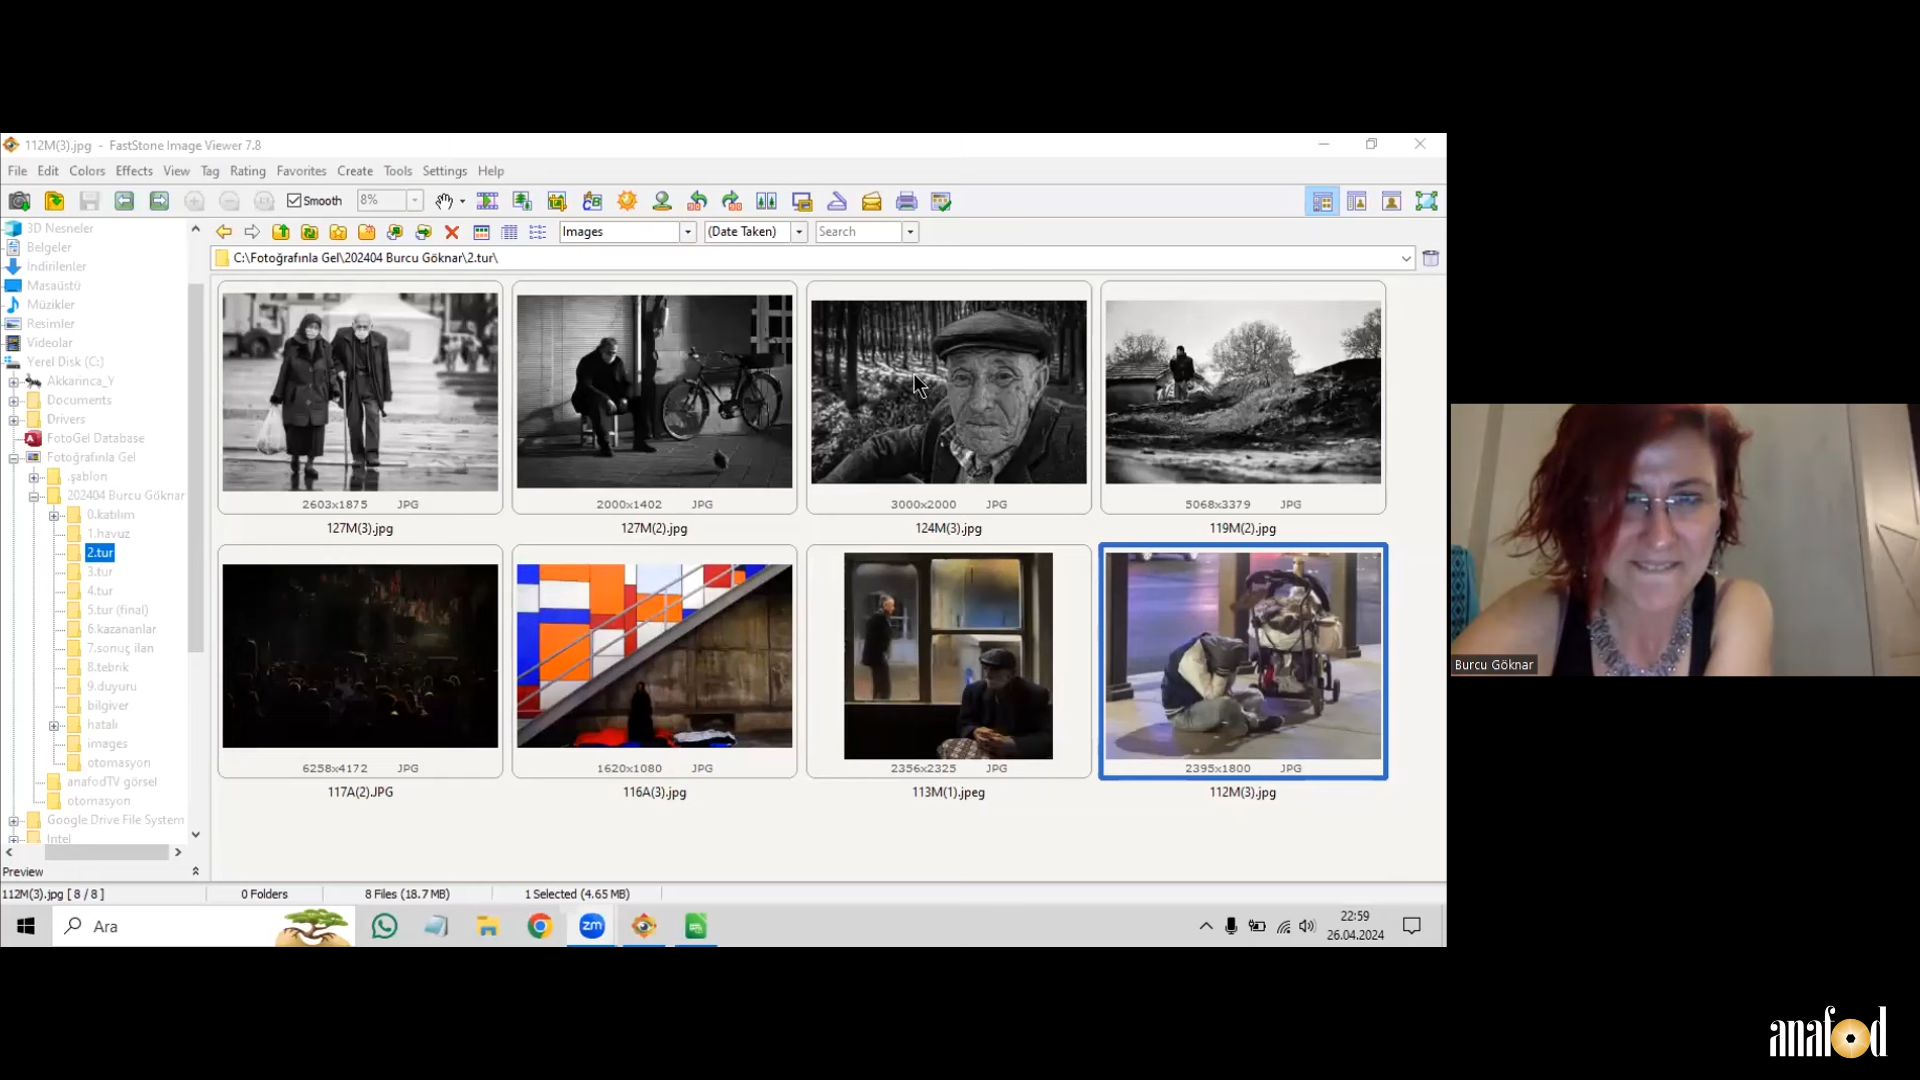 112M(3).jpg - FastStone Image Viewer 7.8
File Edit Colors Effects View Tag Rating Favorites Create Tools Settings Help
Smooth 8%
Images (Date Taken) Search
C:\Fotoğrafınla Gel\202404 Burcu Göknar\2.tur\
3D Nesneler
Belgeler
İndirilenler
Masaüstü
Müzikler
Resimler
Videolar
Yerel Disk (C:)
Akkarinca_Y
Documents
Drivers
FotoGel Database
Fotoğrafınla Gel
.şablon
202404 Burcu Göknar
0.katılım
1.havuz
2.tur
3.tur
4.tur
5.tur (final)
6.kazananlar
7.sonuç ilan
8.tebrik
9.duyuru
bilgiver
hatalı
images
otomasyon
anafodTV görsel
otomasyon
Google Drive File System
Intel
Preview
2603x1875 JPG
127M(3).jpg
2000x1402 JPG
127M(2).jpg
3000x2000 JPG
124M(3).jpg
5068x3379 JPG
119M(2).jpg
6258x4172 JPG
117A(2).JPG
1620x1080 JPG
116A(3).jpg
2356x2325 JPG
113M(1).jpeg
2395x1800 JPG
112M(3).jpg
112M(3).jpg [ 8 / 8 ] 0 Folders 8 Files (18.7 MB) 1 Selected (4.65 MB)
Ara
zm
22:59
26.04.2024
Burcu Göknar
anafod